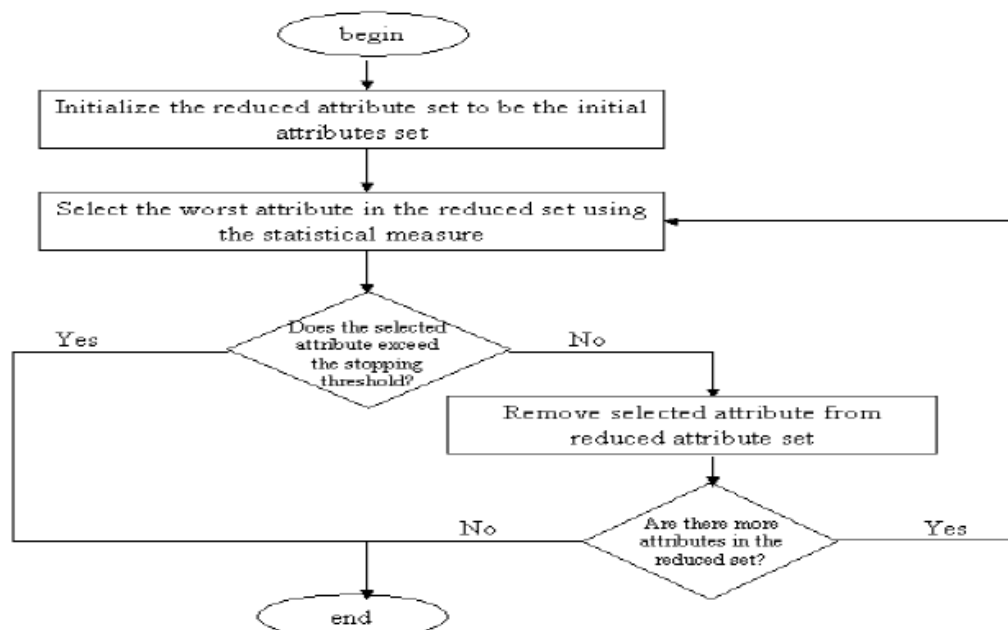 begin
Initialize the reduced attribute set to be the initial
attributes set
Select the worst attribute in the reduced set using
the statistical measure
Does the selected
attribute exceed
the stopping
threshold?
Yes
No
Remove selected attribute from
reduced attribute set
Are there more
attributes in the
reduced set?
No
Yes
end